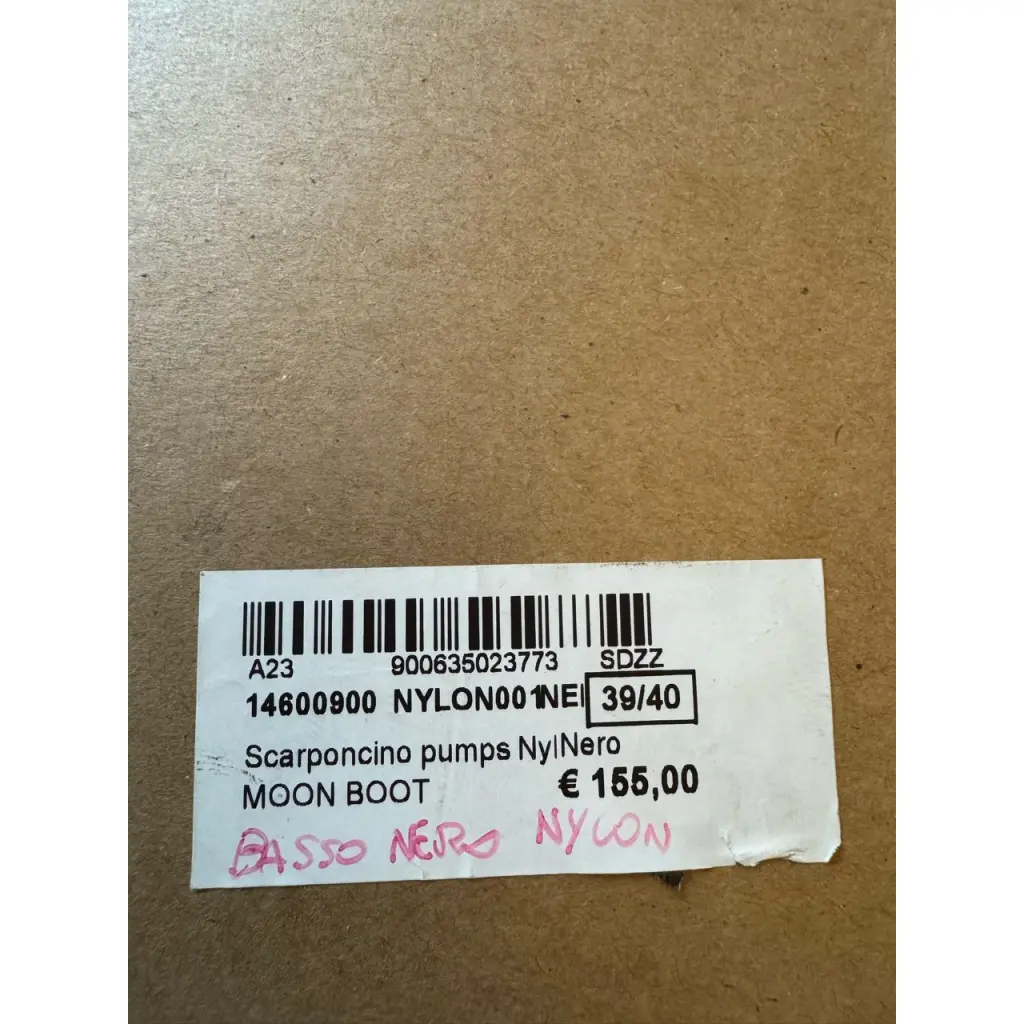 A23 900635023773 SDZZ
14600900 NYLON001NEI 39/40
Scarponcino pumps NylNero
MOON BOOT € 155,00
BASSO NERO NYLON